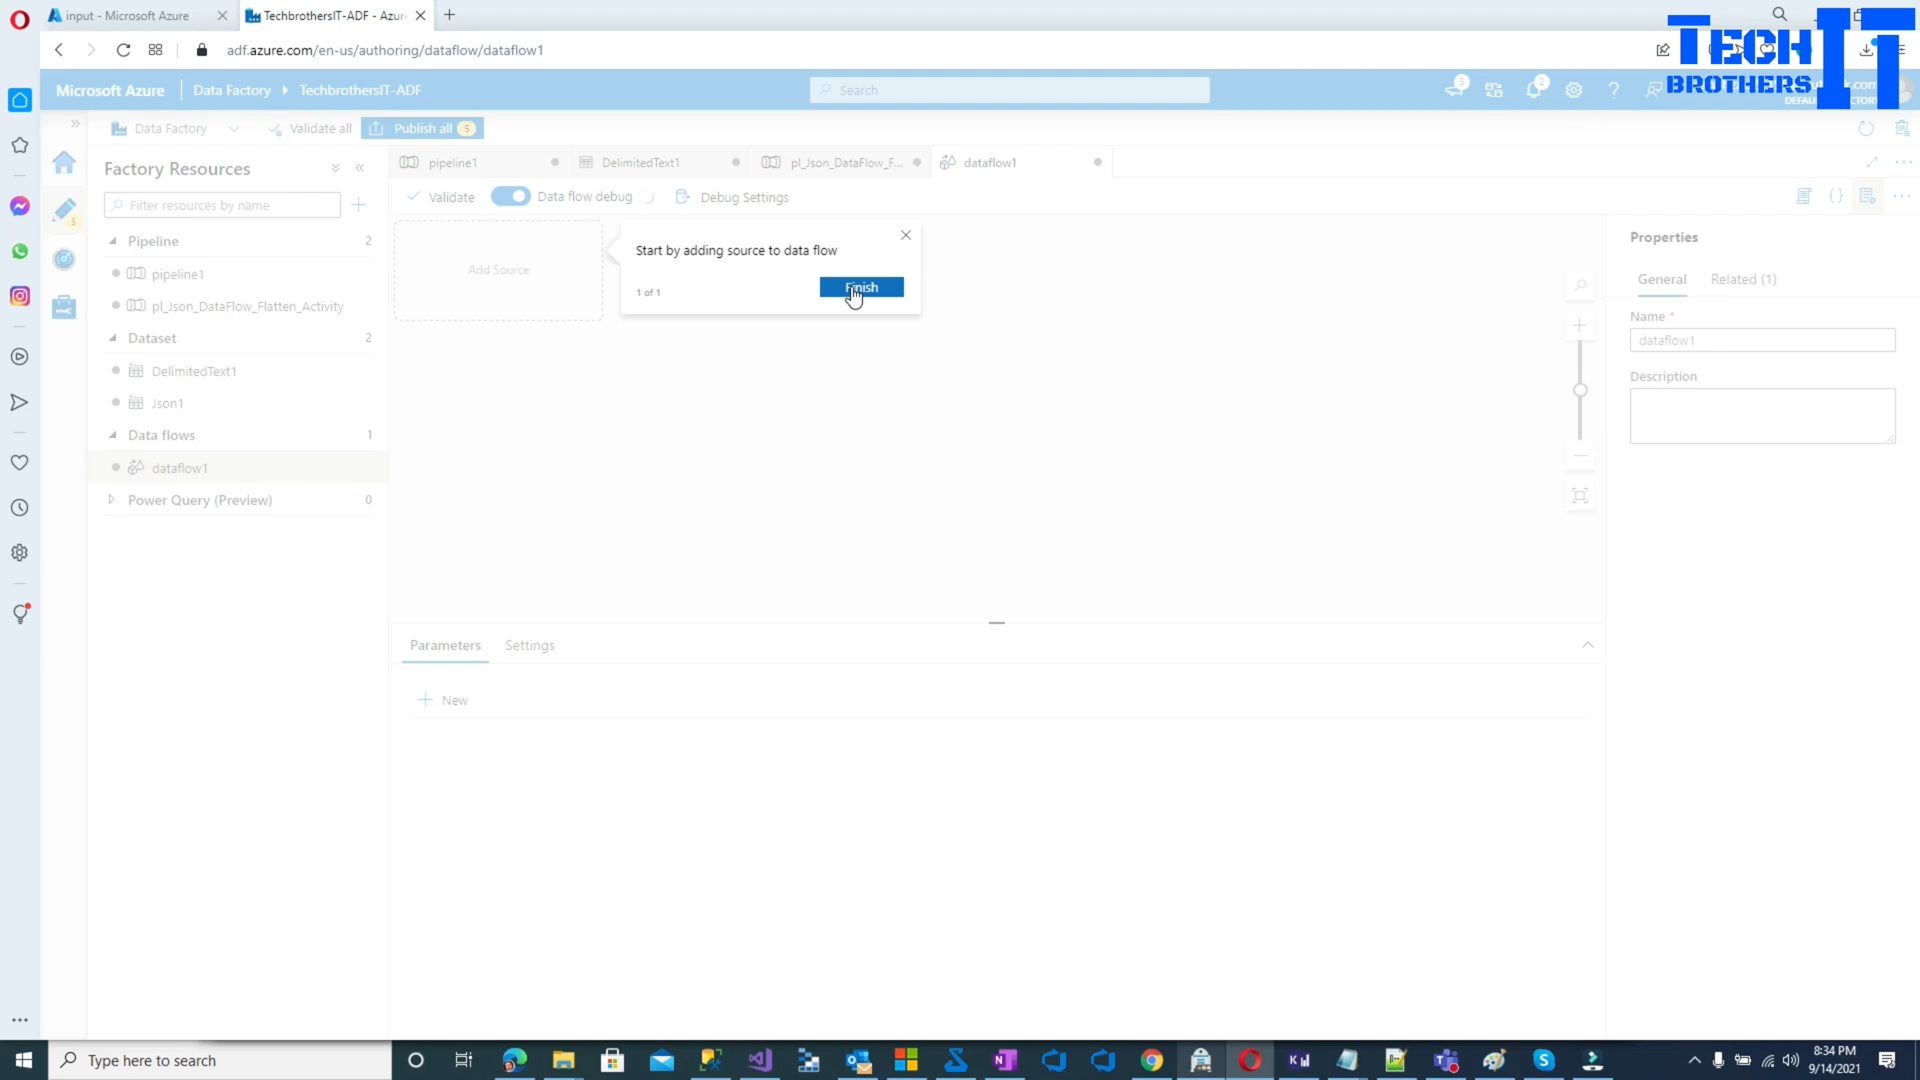 input - Microsoft Azure
TechbrothersIT-ADF - Azur
adf.azure.com/en-us/authoring/dataflow/dataflow1
TECH
BROTHERS
IT
Microsoft Azure
Data Factory
TechbrothersIT-ADF
Search
5
2
Data Factory
Validate all
Publish all
5
Factory Resources
Filter resources by name
5
Pipeline
2
pipeline1
pl_Json_DataFlow_Flatten_Activity
Dataset
2
DelimitedText1
Json1
Data flows
1
dataflow1
Power Query (Preview)
0
pipeline1
DelimitedText1
pl_Json_DataFlow_F...
dataflow1
Validate
Data flow debug
Debug Settings
Add Source
Start by adding source to data flow
1 of 1
Finish
Properties
General
Related (1)
Name *
dataflow1
Description
Parameters
Settings
New
Type here to search
8:34 PM
9/14/2021